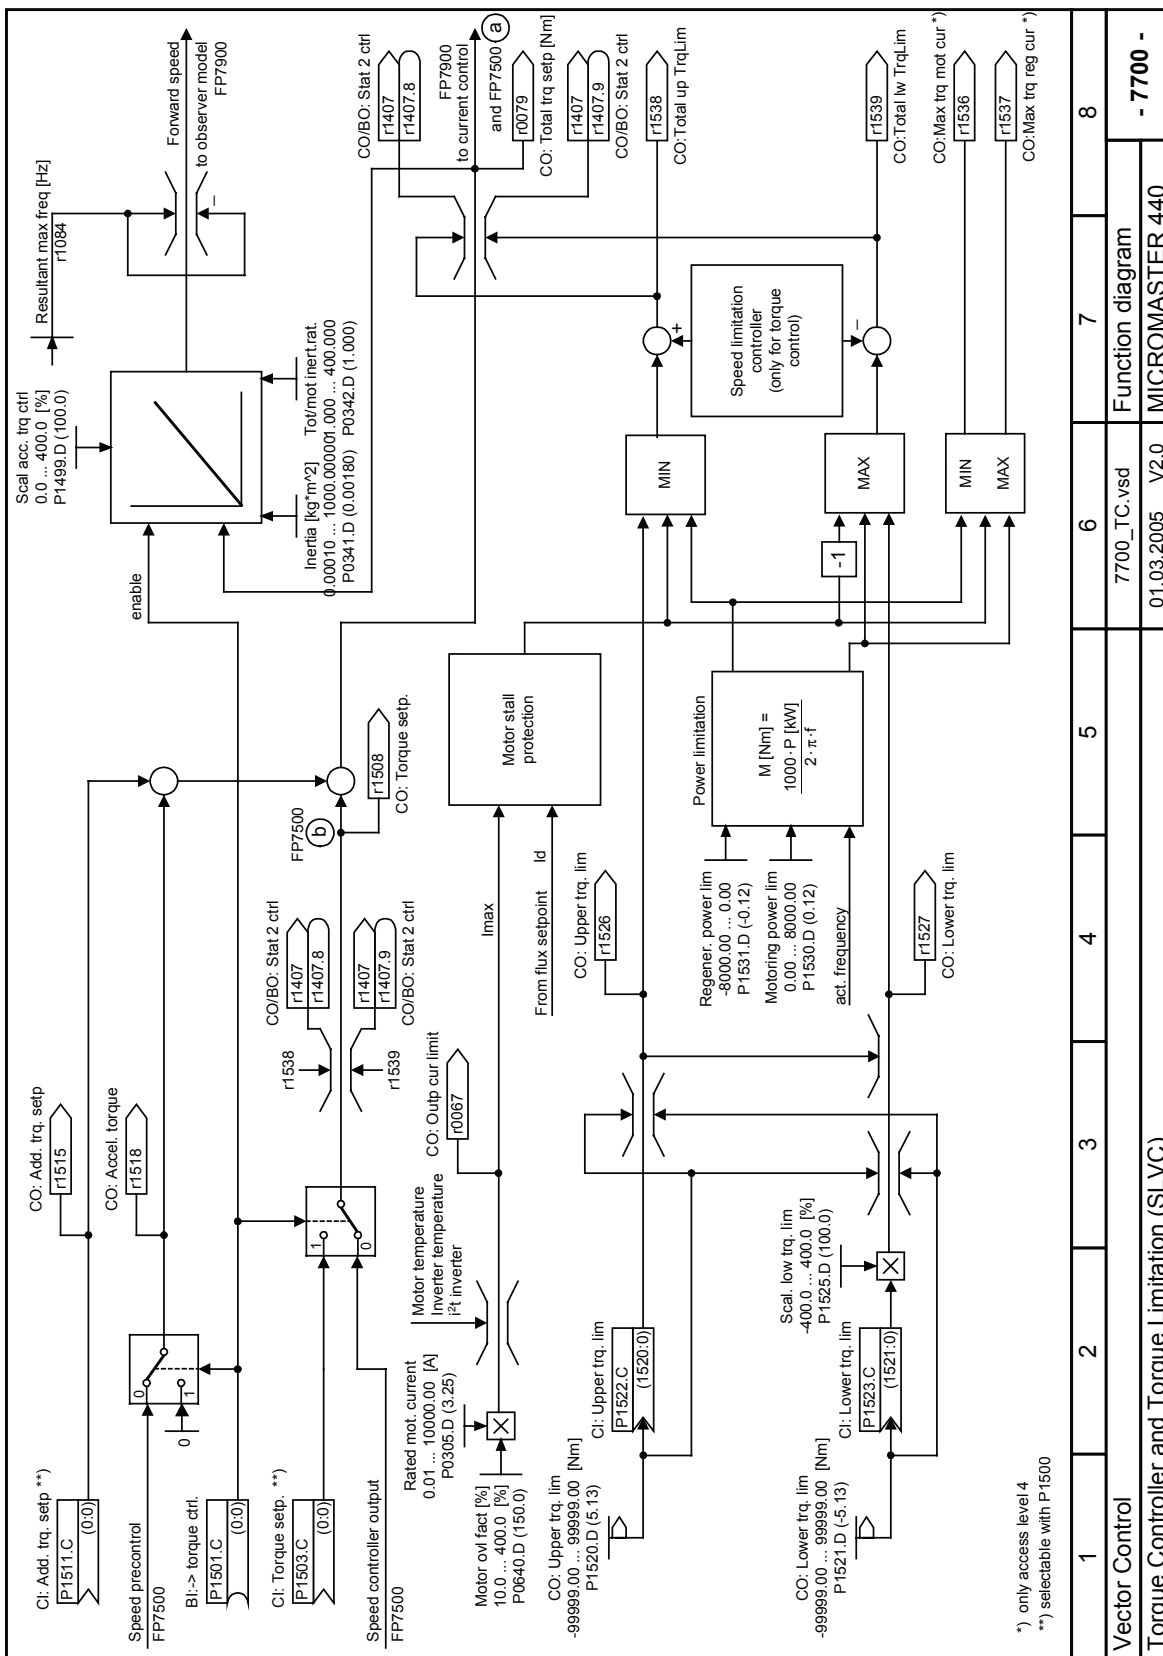 CI: Add. trq. setp **)
P1511.C
(0:0)
Speed precontrol
FP7500
BI:-> torque ctrl.
P1501.C
(0:0)
CI: Torque setp. **)
P1503.C
(0:0)
Speed controller output
FP7500
0
0
1
CO: Add. trq. setp
r1515
CO: Accel. torque
r1518
1
0
r1538
r1539
CO/BO: Stat 2 ctrl
r1407
r1407.8
r1407
r1407.9
CO/BO: Stat 2 ctrl
FP7500
b
r1508
CO: Torque setp.
enable
Scal acc. trq ctrl
0.0 ... 400.0 [%]
P1499.D (100.0)
Inertia [kg*m^2]
0.00010 ... 1000.00000
P0341.D (0.00180)
Tot/mot inert.rat.
1.000 ... 400.000
P0342.D (1.000)
Resultant max freq [Hz]
r1084
–
Forward speed
to observer model
FP7900
CO/BO: Stat 2 ctrl
r1407
r1407.8
FP7900
to current control
and FP7500
a
r0079
CO: Total trq setp [Nm]
r1407
r1407.9
CO/BO: Stat 2 ctrl
r1538
CO:Total up TrqLim
r1539
CO:Total lw TrqLim
CO:Max trq mot cur *)
r1536
r1537
CO:Max trq reg cur *)
Motor ovl fact [%]
10.0 ... 400.0 [%]
P0640.D (150.0)
Rated mot. current
0.01 ... 10000.00 [A]
P0305.D (3.25)
Motor temperature
Inverter temperature
i²t inverter
CO: Outp cur limit
r0067
Imax
From flux setpoint
Id
Motor stall
protection
CO: Upper trq. lim
-99999.00 ... 99999.00 [Nm]
P1520.D (5.13)
CI: Upper trq. lim
P1522.C
(1520:0)
CO: Upper trq. lim
r1526
Regener. power lim
-8000.00 ... 0.00
P1531.D (-0.12)
Motoring power lim
0.00 ... 8000.00
P1530.D (0.12)
act. frequency
Power limitation
M [Nm] =
1000·P [kW]
2·π·f
CO: Lower trq. lim
-99999.00 ... 99999.00 [Nm]
P1521.D (-5.13)
CI: Lower trq. lim
P1523.C
(1521:0)
Scal. low trq. lim
-400.0 ... 400.0 [%]
P1525.D (100.0)
r1527
CO: Lower trq. lim
-1
MIN
MAX
MIN
MAX
+
–
Speed limitation
controller
(only for torque
control)
*) only access level 4
**) selectable with P1500
1
2
3
4
5
6
7
8
Vector Control
7700_TC.vsd
Function diagram
- 7700 -
Torque Controller and Torque Limitation (SLVC)
01.03.2005
V2.0
MICROMASTER 440